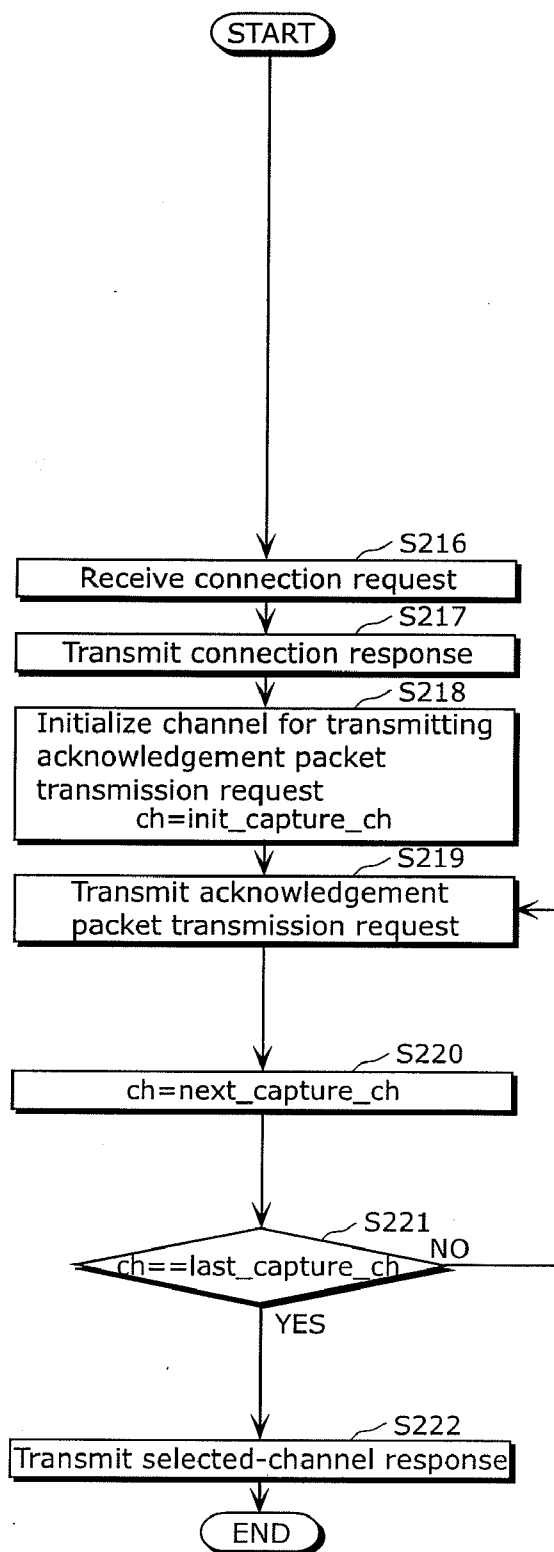 START
S216
Receive connection request
S217
Transmit connection response
S218
Initialize channel for transmitting
acknowledgement packet
transmission request
ch=init_capture_ch
S219
Transmit acknowledgement
packet transmission request
S220
ch=next_capture_ch
S221
ch==last_capture_ch
NO
YES
S222
Transmit selected-channel response
END